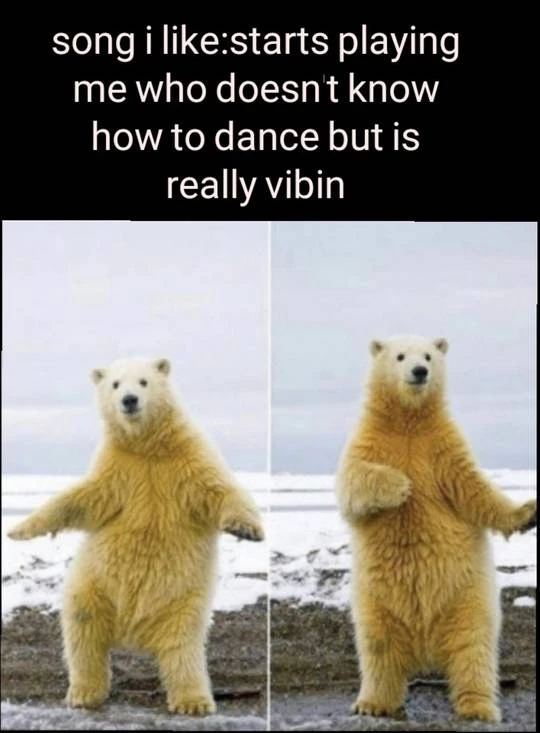 song i like:starts playing
me who doesn't know
how to dance but is
really vibin